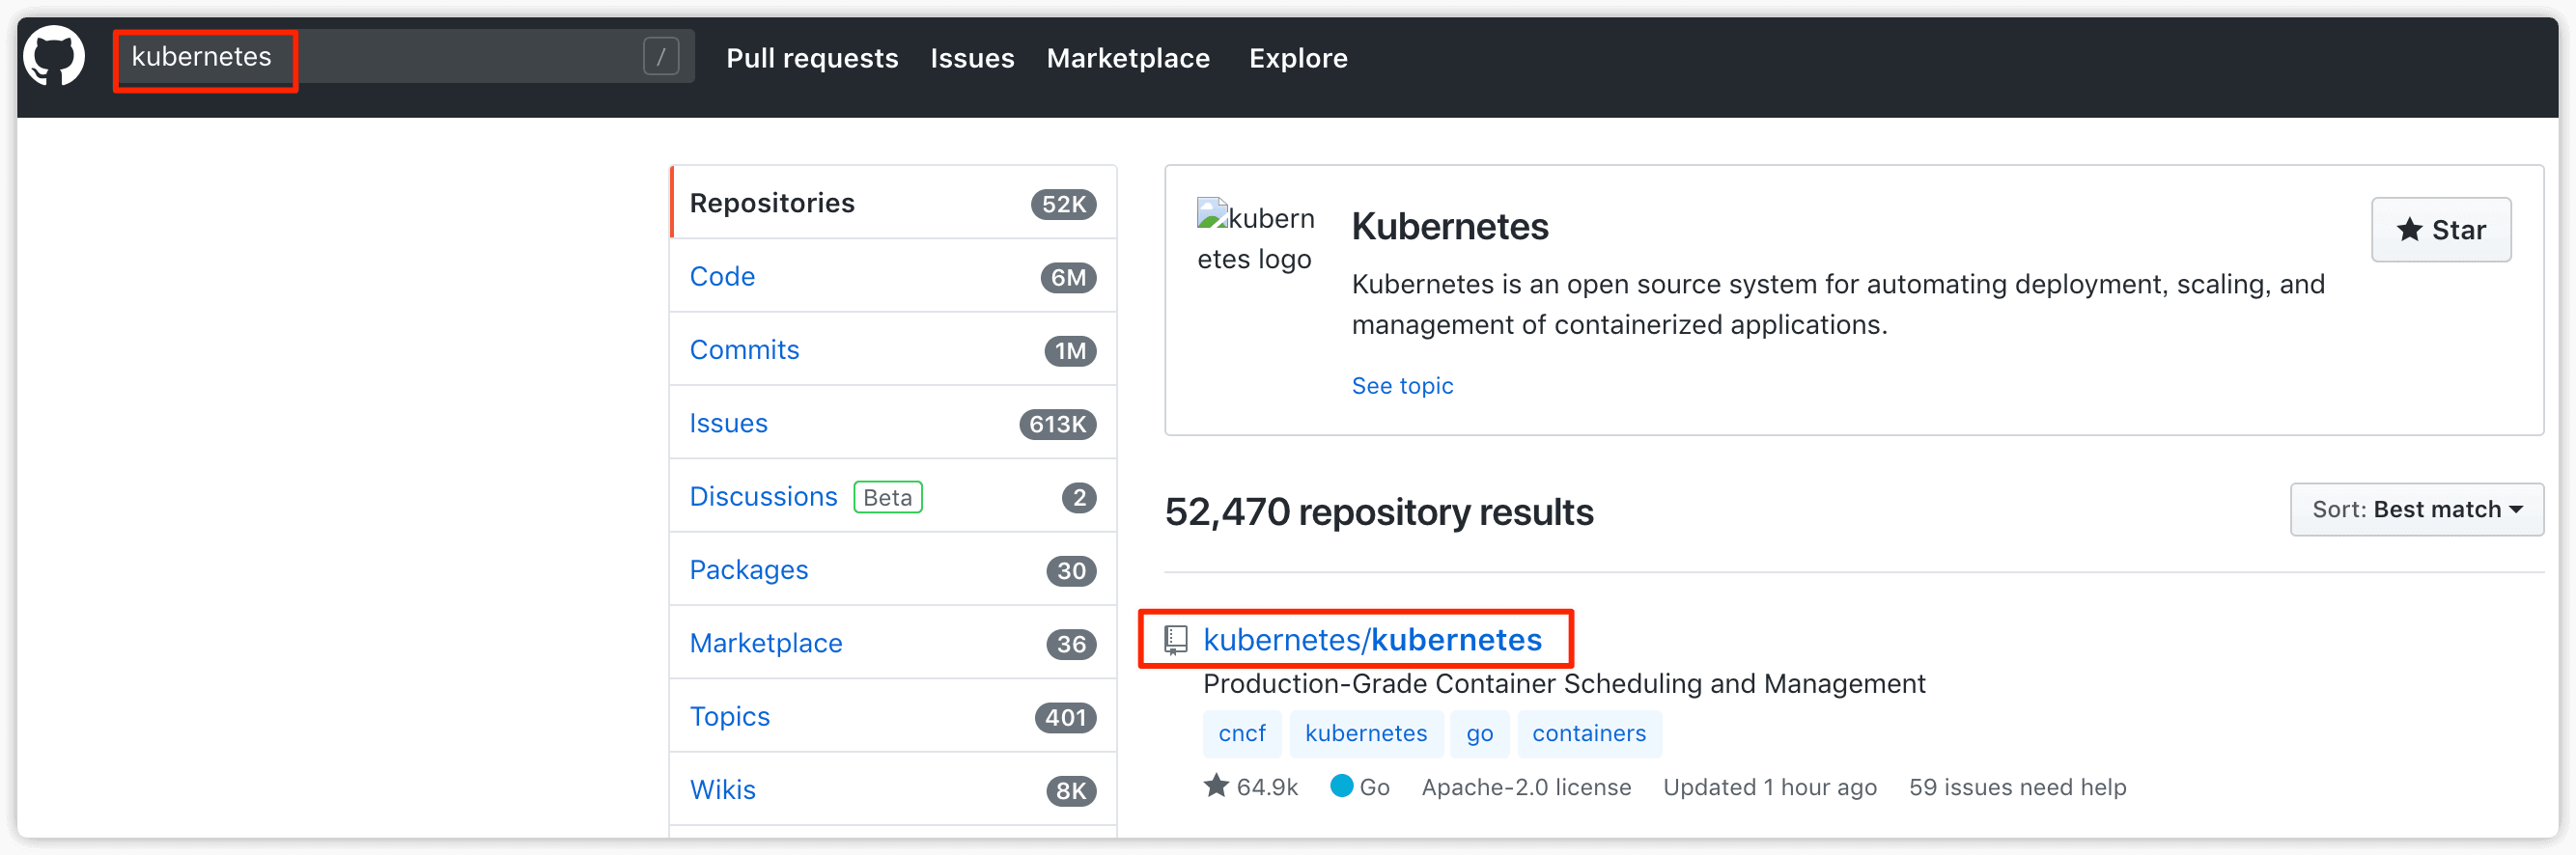 kubernetes / Pull requests Issues Marketplace Explore
Repositories 52K
Code 6M
Commits 1M
Issues 613K
Discussions Beta 2
Packages 30
Marketplace 36
Topics 401
Wikis 8K
kubern
etes logo
Kubernetes
Star
Kubernetes is an open source system for automating deployment, scaling, and
management of containerized applications.
See topic
52,470 repository results
Sort: Best match
kubernetes/kubernetes
Production-Grade Container Scheduling and Management
cncf kubernetes go containers
64.9k Go Apache-2.0 license Updated 1 hour ago 59 issues need help